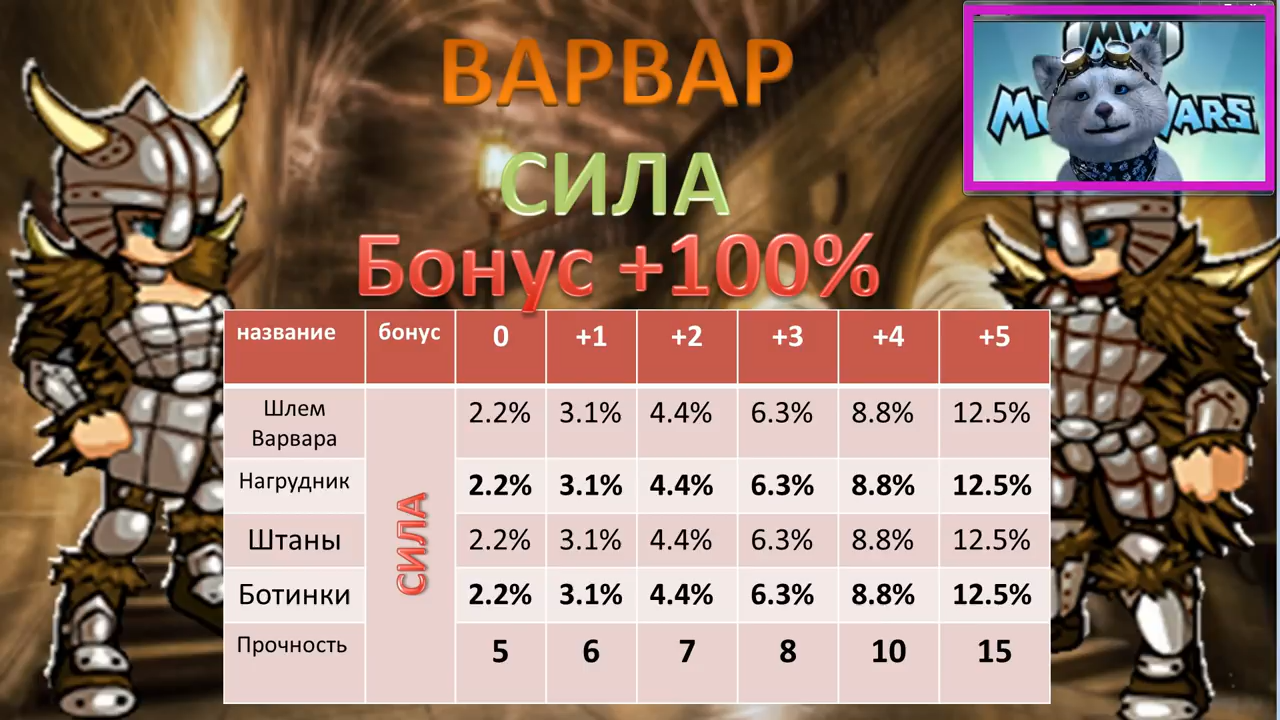 ВАРВАР
СИЛА
Бонус +100%
название бонус 0 +1 +2 +3 +4 +5
Шлем
Варвара
2.2% 3.1% 4.4% 6.3% 8.8% 12.5%
Нагрудник 2.2% 3.1% 4.4% 6.3% 8.8% 12.5%
Штаны 2.2% 3.1% 4.4% 6.3% 8.8% 12.5%
Ботинки 2.2% 3.1% 4.4% 6.3% 8.8% 12.5%
Прочность 5 6 7 8 10 15
СИЛА
MW